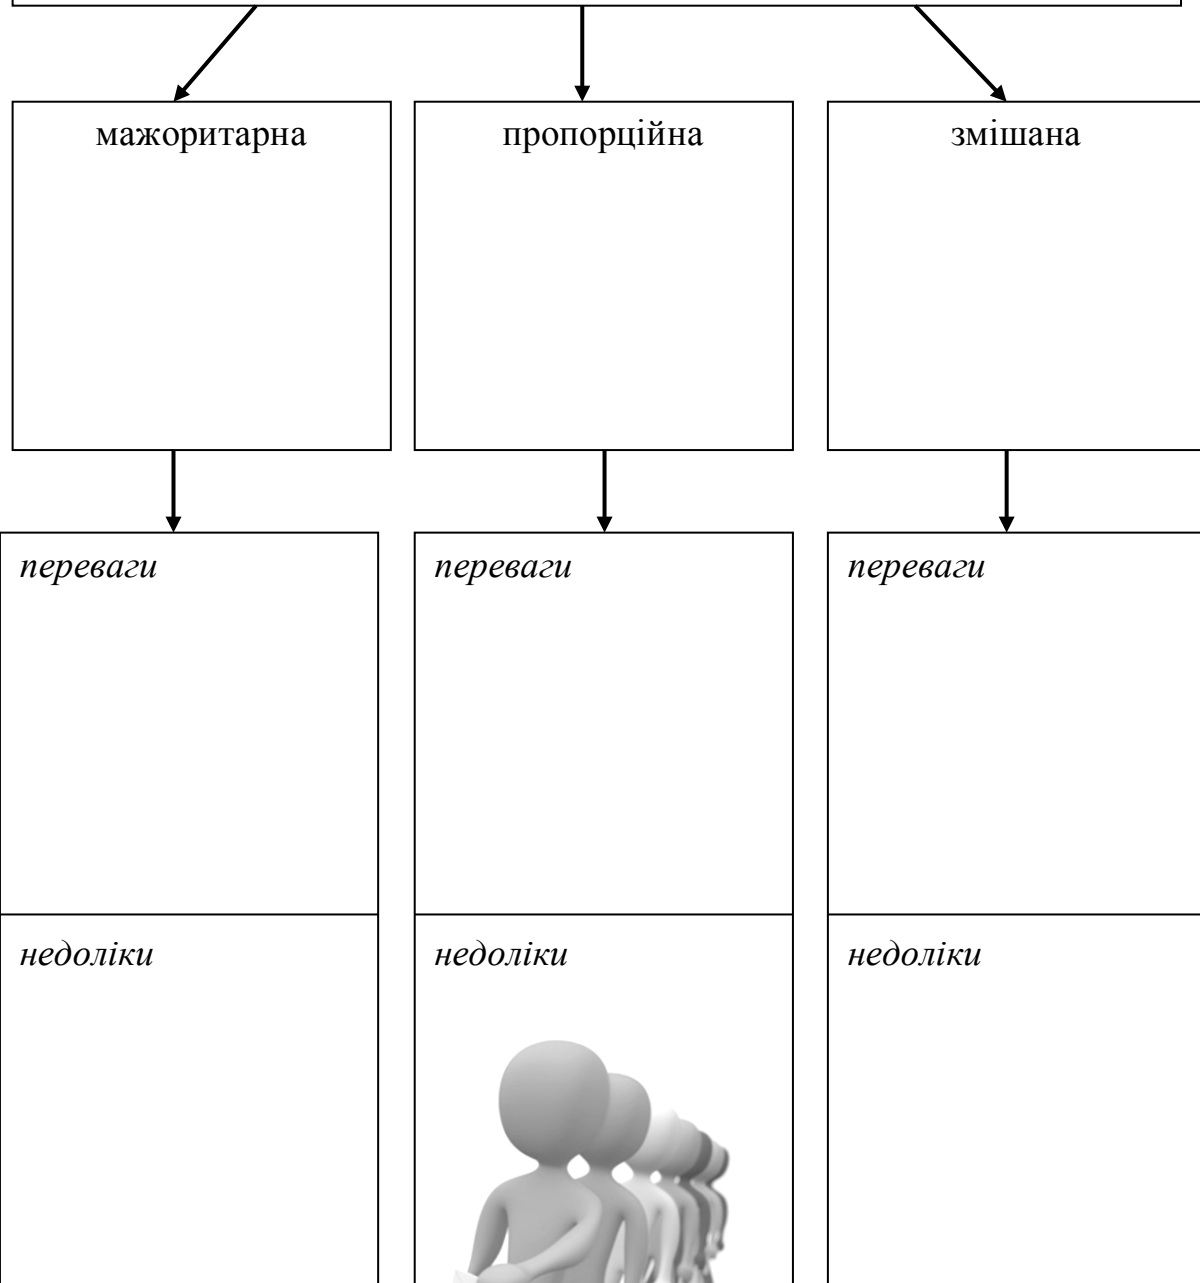 мажоритарна
пропорційна
змішана
переваги
переваги
переваги
недоліки
недоліки
недоліки